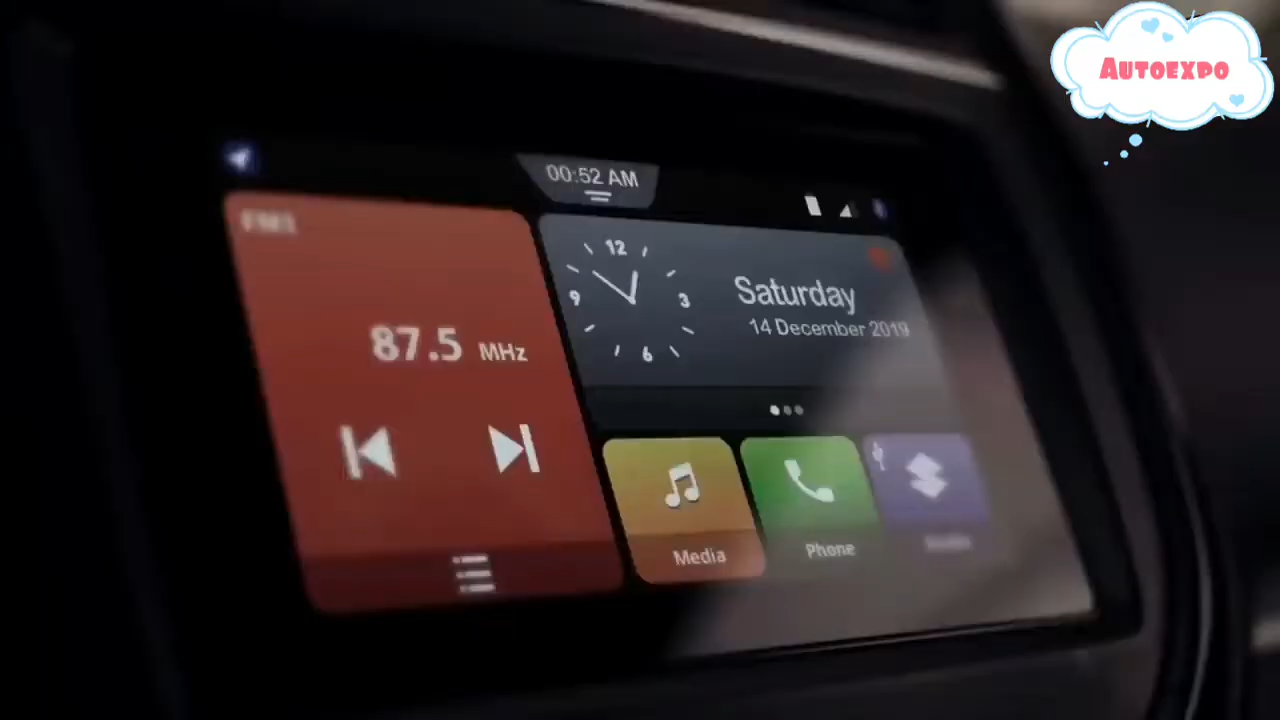 Autoexpo
00:52 AM
FM1
12
9
3
6
Saturday
14 December 2019
87.5 MHz
Media
Phone